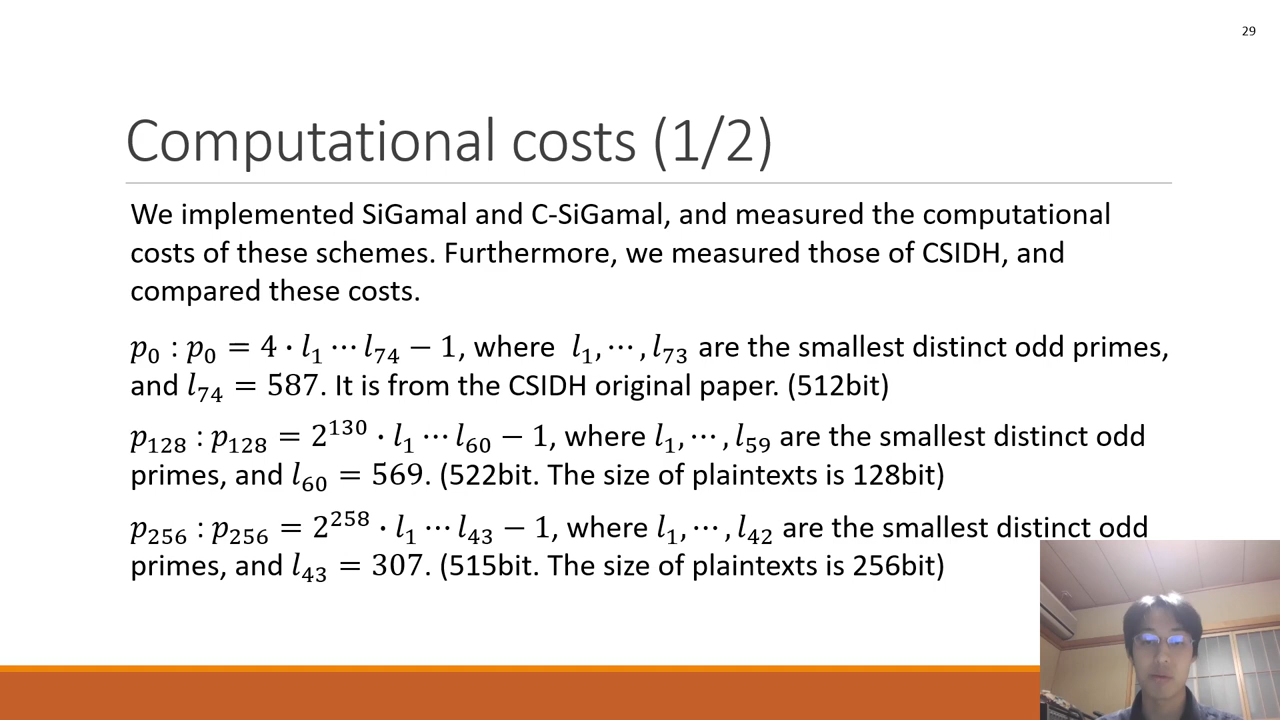 29
Computational costs (1/2)
We implemented SiGamal and C-SiGamal, and measured the computational
costs of these schemes. Furthermore, we measured those of CSIDH, and
compared these costs.
p₀ : p₀ = 4 · l₁ ⋯ l₇₄ − 1, where l₁, ⋯ , l₇₃ are the smallest distinct odd primes,
and l₇₄ = 587. It is from the CSIDH original paper. (512bit)
p₁₂₈ : p₁₂₈ = 2¹³⁰ · l₁ ⋯ l₆₀ − 1, where l₁, ⋯ , l₅₉ are the smallest distinct odd
primes, and l₆₀ = 569. (522bit. The size of plaintexts is 128bit)
p₂₅₆ : p₂₅₆ = 2²⁵⁸ · l₁ ⋯ l₄₃ − 1, where l₁, ⋯ , l₄₂ are the smallest distinct odd
primes, and l₄₃ = 307. (515bit. The size of plaintexts is 256bit)